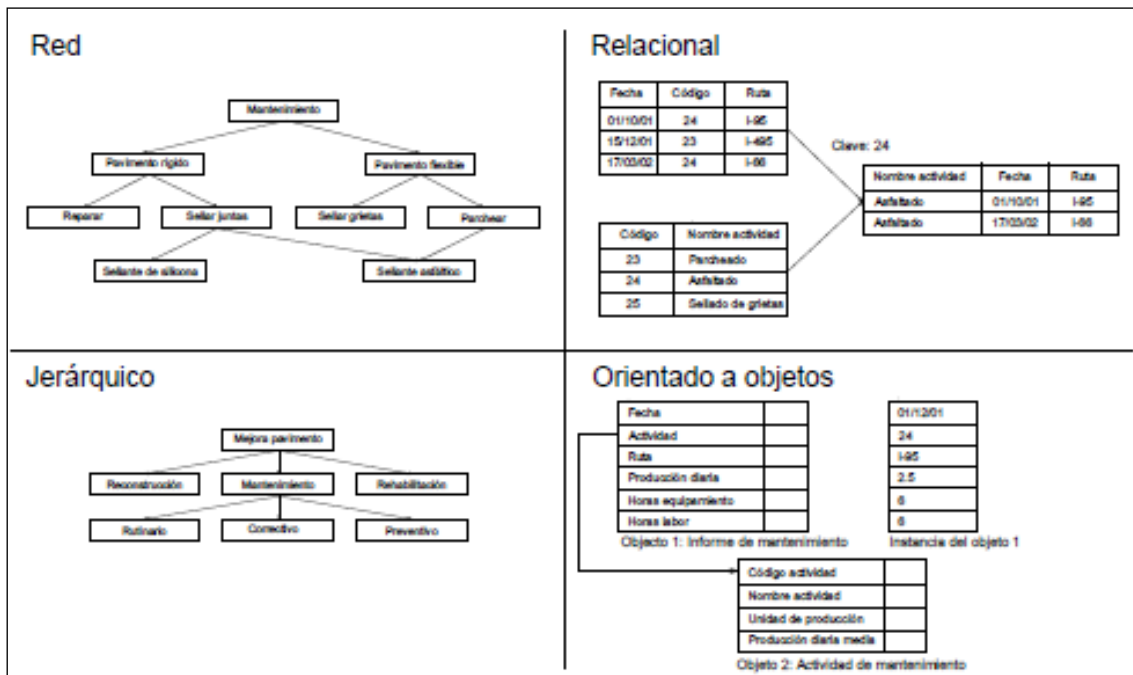 Red
Mantenimiento
Pavimento rígido
Pavimento flexible
Reparar
Sellar juntas
Sellar grietas
Parchear
Sellante de silicona
Sellante asfáltico
Relacional
Fecha Código Ruta
01/10/01 24 I-95
15/12/01 23 I-495
17/03/02 24 I-66
Clave: 24
Nombre actividad Fecha Ruta
Asfaltado 01/10/01 I-95
Asfaltado 17/03/02 I-66
Código Nombre actividad
23 Parcheado
24 Asfaltado
25 Sellado de grietas
Jerárquico
Mejora pavimento
Reconstrucción
Mantenimiento
Rehabilitación
Rutinario
Correctivo
Preventivo
Orientado a objetos
Fecha
Actividad
Ruta
Producción diaria
Horas equipamiento
Horas labor
Objecto 1: Informe de mantenimiento
01/12/01
24
I-95
2.5
6
6
Instancia del objeto 1
Código actividad
Nombre actividad
Unidad de producción
Producción diaria media
Objeto 2: Actividad de mantenimiento